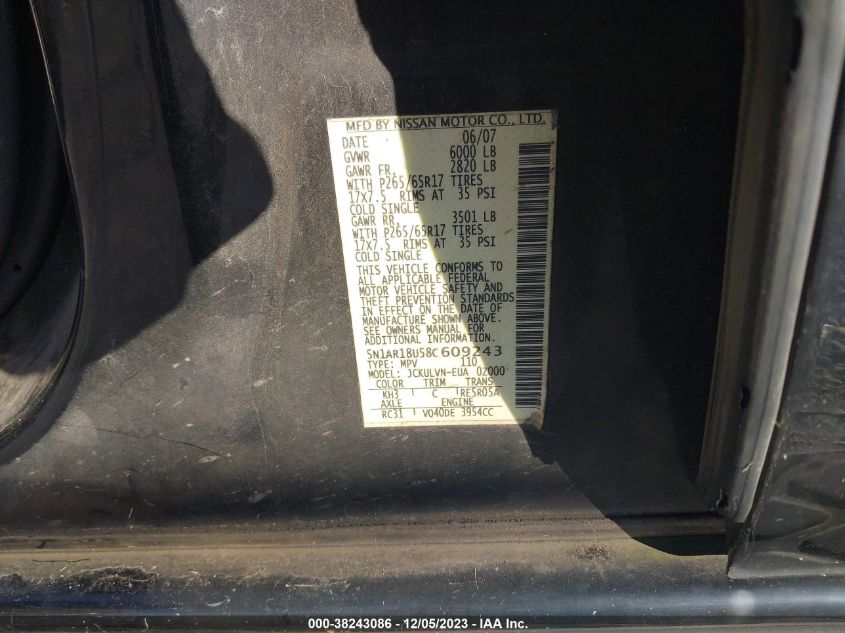 MFD BY NISSAN MOTOR CO., LTD.
DATE 06/07
GVWR 6000 LB
GAWR FR. 2820 LB
WITH P265/65R17 TIRES
17X7.5 RIMS AT 35 PSI
COLD SINGLE
GAWR RR. 3501 LB
WITH P265/65R17 TIRES
17X7.5 RIMS AT 35 PSI
COLD SINGLE
THIS VEHICLE CONFORMS TO
ALL APPLICABLE FEDERAL
MOTOR VEHICLE SAFETY AND
THEFT PREVENTION STANDARDS
IN EFFECT ON THE DATE OF
MANUFACTURE SHOWN ABOVE.
SEE OWNERS MANUAL FOR
ADDITIONAL INFORMATION.
5N1AR18U58C609243
TYPE: MPV 110
MODEL: JCKULVN-EUA 02000
COLOR TRIM TRANS
KH3 C RE5R05A
AXLE ENGINE
RC31 VQ40DE 3954CC
000-38243086 - 12/05/2023 - IAA Inc.